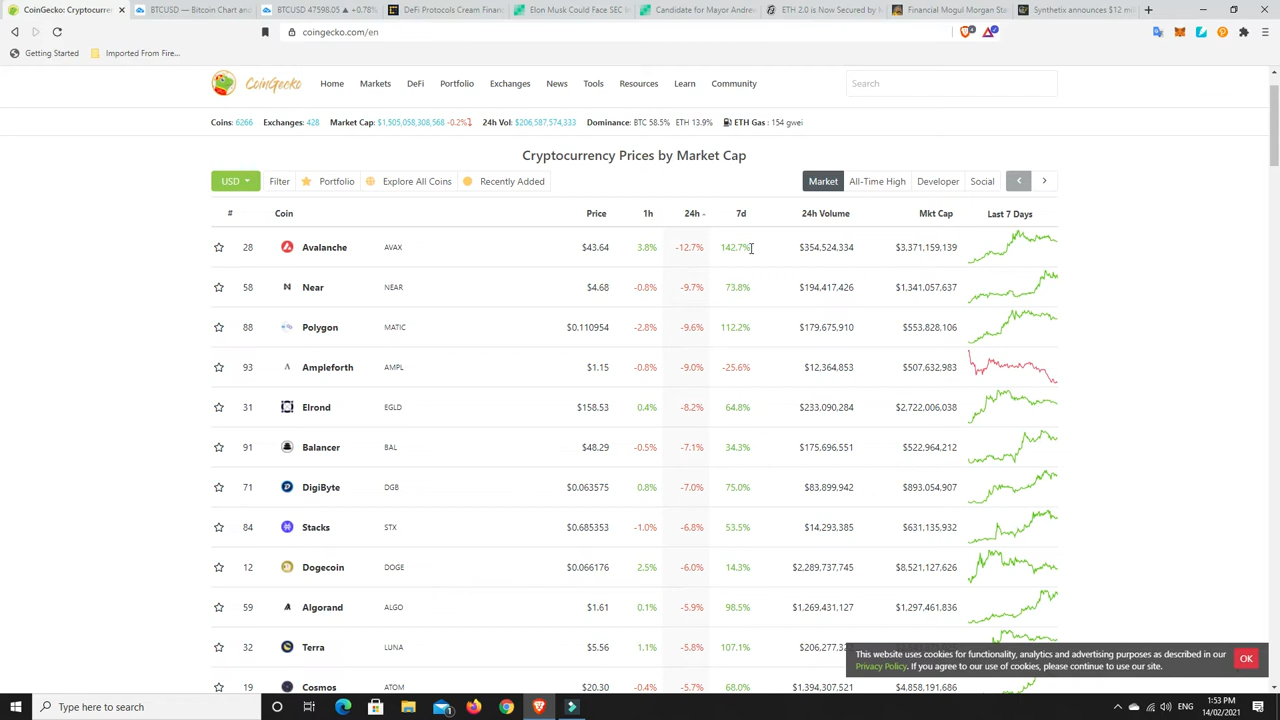 CoinGecko: Cryptocurrency
BTCUSD — Bitcoin Chart and
BTCUSD 47598.05 ▲ +0.78%
DeFi Protocols Cream Financ
Elon Musk Could Face SEC In
Candidate for Mayor Andrew
ETH 2.0 is Now Secured by M
Financial Mogul Morgan Stan
Synthetix announces $12 mil
coingecko.com/en
Getting Started
Imported From Fire...
CoinGecko
Home
Markets
DeFi
Portfolio
Exchanges
News
Tools
Resources
Learn
Community
Search
Coins: 6266
Exchanges: 428
Market Cap: $1,505,058,308,568 -0.2%
24h Vol: $206,587,574,333
Dominance: BTC 58.5% ETH 13.9%
ETH Gas: 154 gwei
Cryptocurrency Prices by Market Cap
USD
Filter
Portfolio
Explore All Coins
Recently Added
Market
All-Time High
Developer
Social
# Coin Price 1h 24h 7d 24h Volume Mkt Cap Last 7 Days
28 Avalanche AVAX $43.64 3.8% -12.7% 142.7% $354,524,334 $3,371,159,139
58 Near NEAR $4.68 -0.8% -9.7% 73.8% $194,417,426 $1,341,057,637
88 Polygon MATIC $0.110954 -2.8% -9.6% 112.2% $179,675,910 $553,828,106
93 Ampleforth AMPL $1.15 -0.8% -9.0% -25.6% $12,364,853 $507,632,983
31 Elrond EGLD $158.53 0.4% -8.2% 64.8% $233,090,284 $2,722,006,038
91 Balancer BAL $48.29 -0.5% -7.1% 34.3% $175,696,551 $522,964,212
71 DigiByte DGB $0.063575 0.8% -7.0% 75.0% $83,899,942 $893,054,907
84 Stacks STX $0.685353 -1.0% -6.8% 53.5% $14,293,385 $631,135,932
12 Dogecoin DOGE $0.066176 2.5% -6.0% 14.3% $2,289,737,745 $8,521,127,626
59 Algorand ALGO $1.61 0.1% -5.9% 98.5% $1,269,431,127 $1,297,461,836
32 Terra LUNA $5.56 1.1% -5.8% 107.1% $206,277,32
19 Cosmos ATOM $20.30 -0.4% -5.7% 68.0% $1,394,307,521 $4,858,191,686
This website uses cookies for functionality, analytics and advertising purposes as described in our
Privacy Policy. If you agree to our use of cookies, please continue to use our site.
OK
Type here to search
ENG
1:53 PM
14/02/2021